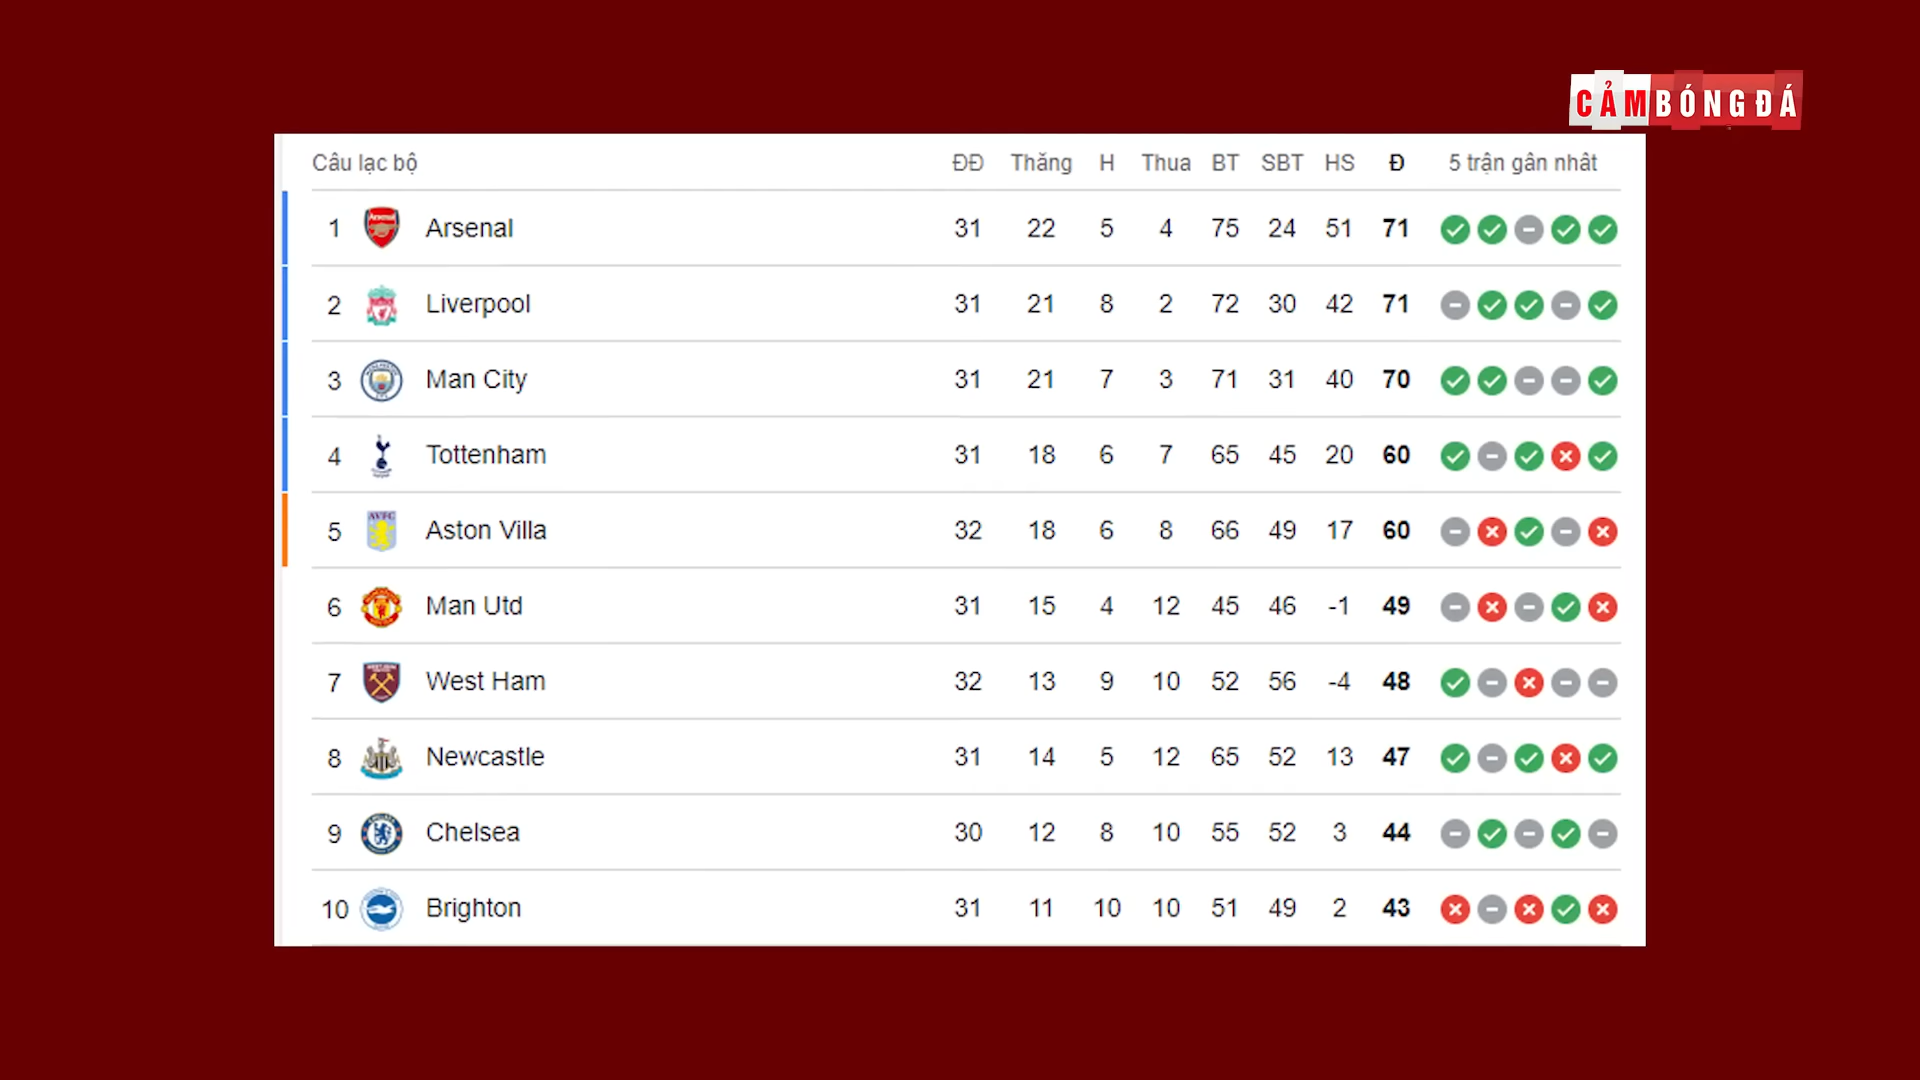 CẢMBÓNGĐÁ
Câu lạc bộ ĐĐ Thắng H Thua BT SBT HS Đ 5 trận gần nhất
1 Arsenal 31 22 5 4 75 24 51 71
2 Liverpool 31 21 8 2 72 30 42 71
3 Man City 31 21 7 3 71 31 40 70
4 Tottenham 31 18 6 7 65 45 20 60
5 Aston Villa 32 18 6 8 66 49 17 60
6 Man Utd 31 15 4 12 45 46 -1 49
7 West Ham 32 13 9 10 52 56 -4 48
8 Newcastle 31 14 5 12 65 52 13 47
9 Chelsea 30 12 8 10 55 52 3 44
10 Brighton 31 11 10 10 51 49 2 43